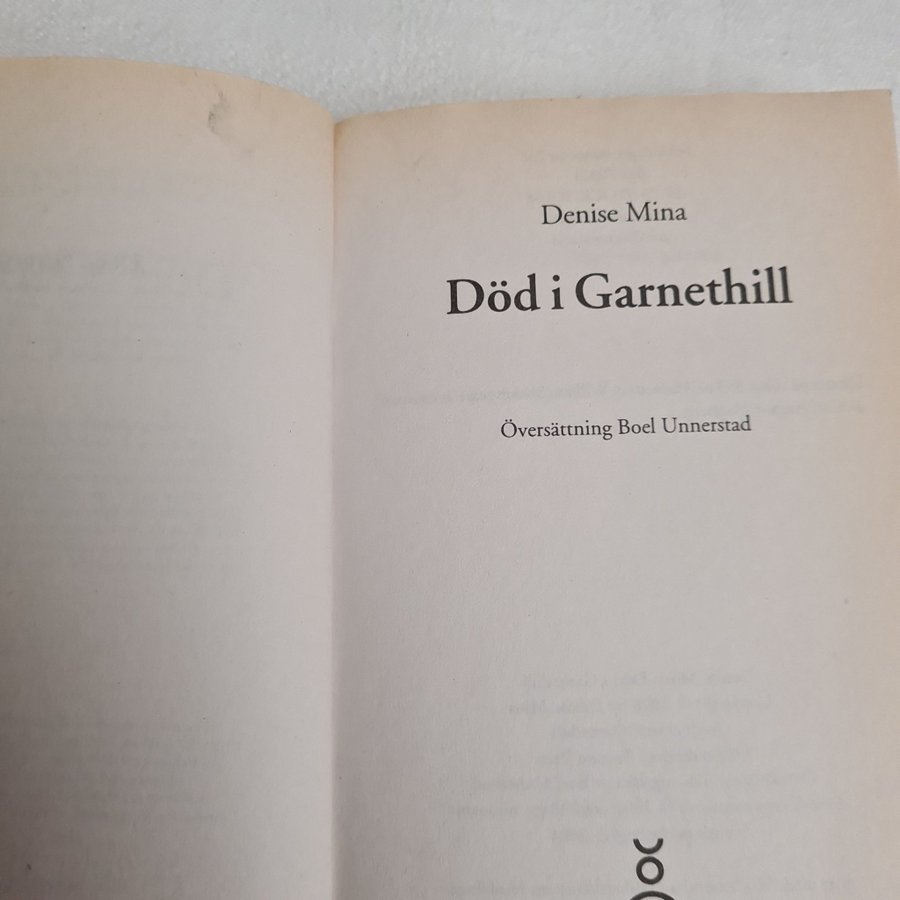 Denise Mina
Död i Garnethill
Översättning Boel Unnerstad